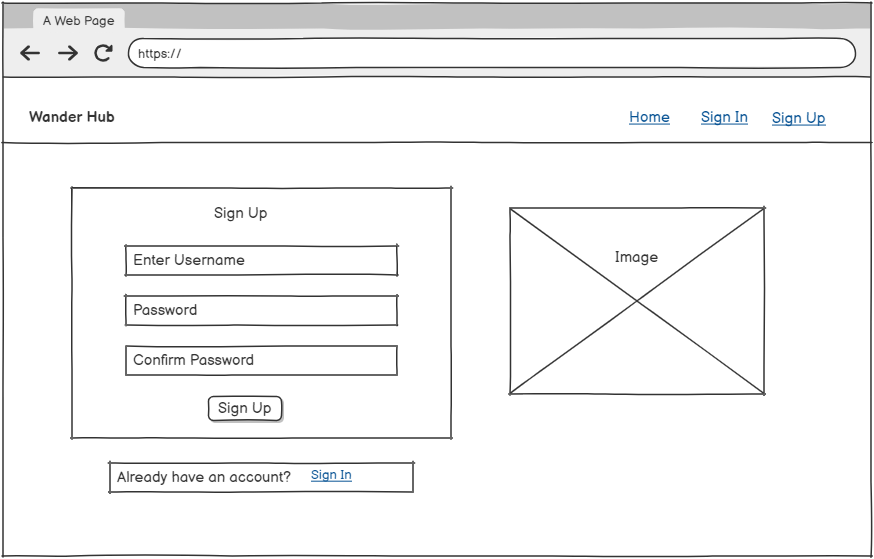 A Web Page
https://
Wander Hub
Home Sign In Sign Up
Sign Up
Enter Username
Password
Confirm Password
Sign Up
Already have an account? Sign In
Image